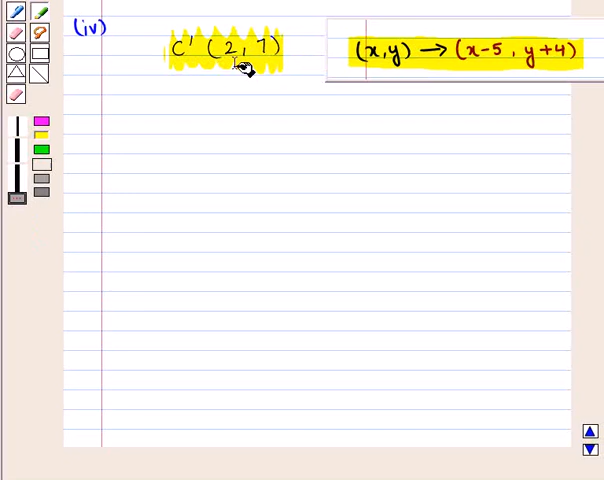 (iv)
C' (2, 7)
(x,y) → (x-5, y+4)